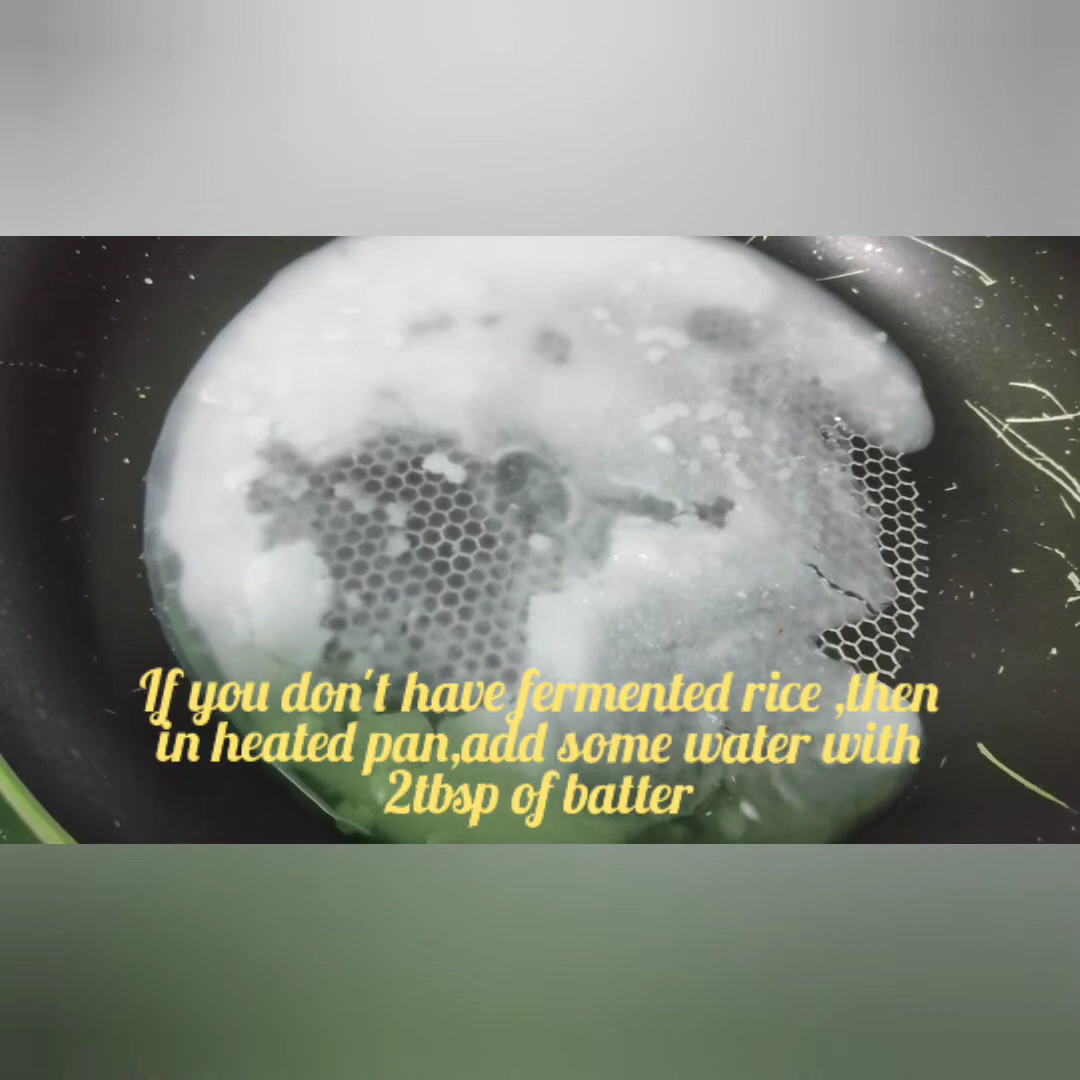 If you don't have fermented rice ,then
in heated pan,add some water with
2tbsp of batter